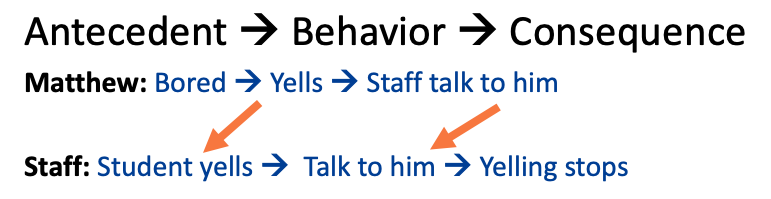 Antecedent → Behavior → Consequence
Matthew: Bored → Yells → Staff talk to him
Staff: Student yells → Talk to him → Yelling stops